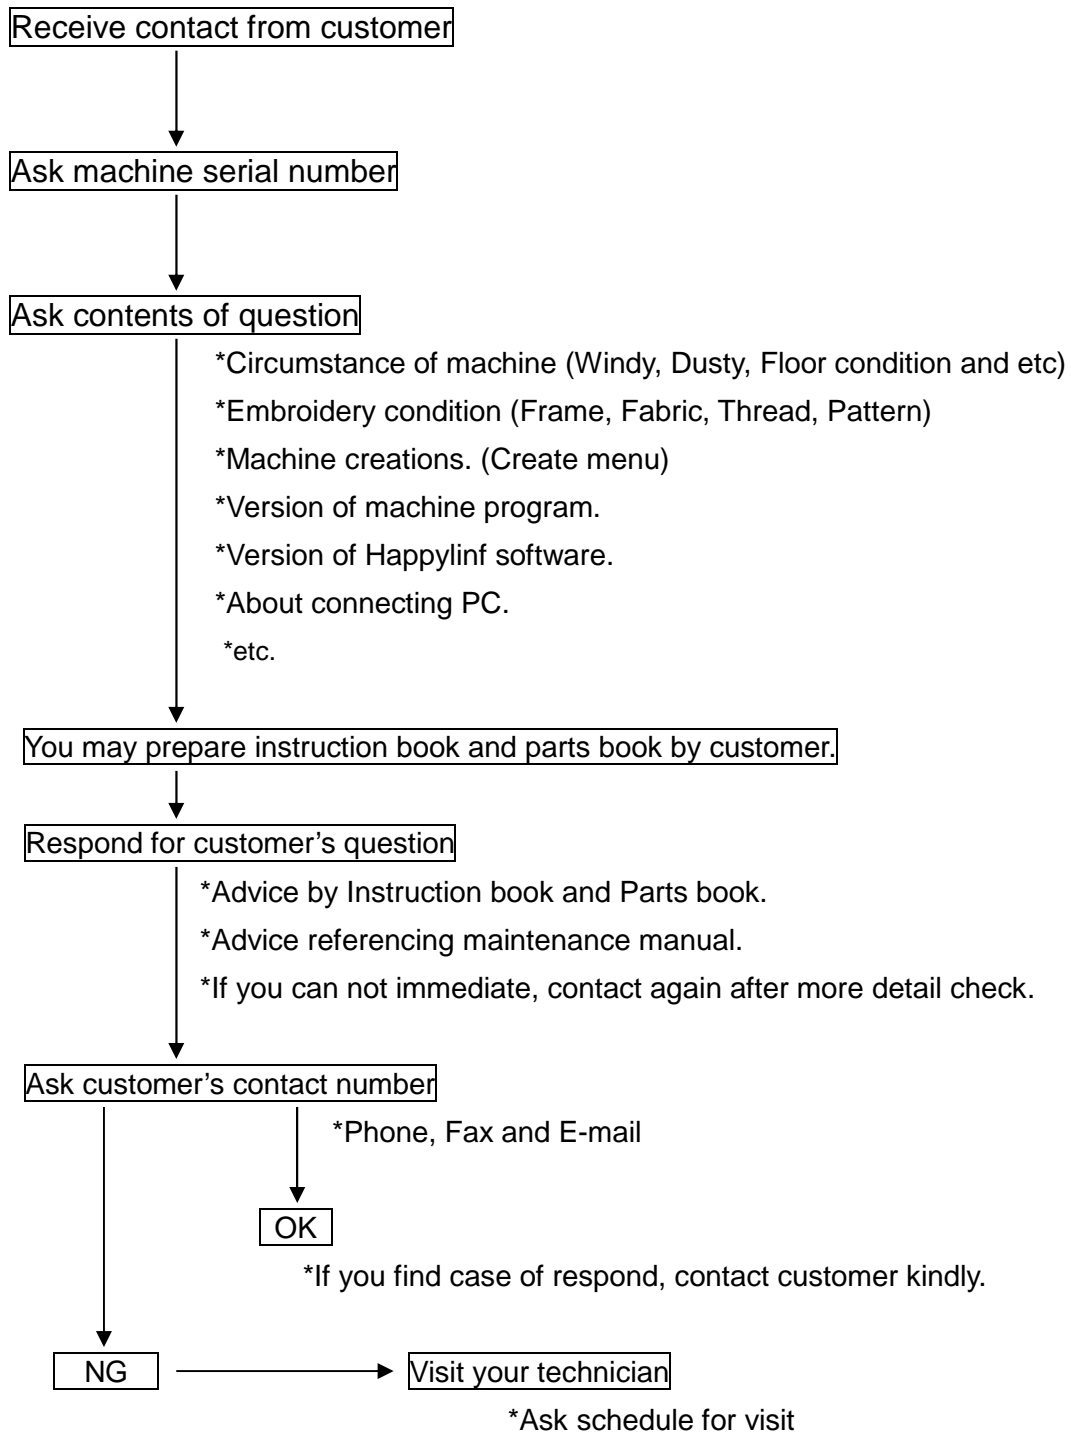 Receive contact from customer
Ask machine serial number
Ask contents of question
*Circumstance of machine (Windy, Dusty, Floor condition and etc)
*Embroidery condition (Frame, Fabric, Thread, Pattern)
*Machine creations. (Create menu)
*Version of machine program.
*Version of Happylinf software.
*About connecting PC.
*etc.
You may prepare instruction book and parts book by customer.
Respond for customer’s question
*Advice by Instruction book and Parts book.
*Advice referencing maintenance manual.
*If you can not immediate, contact again after more detail check.
Ask customer’s contact number
*Phone, Fax and E-mail
OK
*If you find case of respond, contact customer kindly.
NG
Visit your technician
*Ask schedule for visit